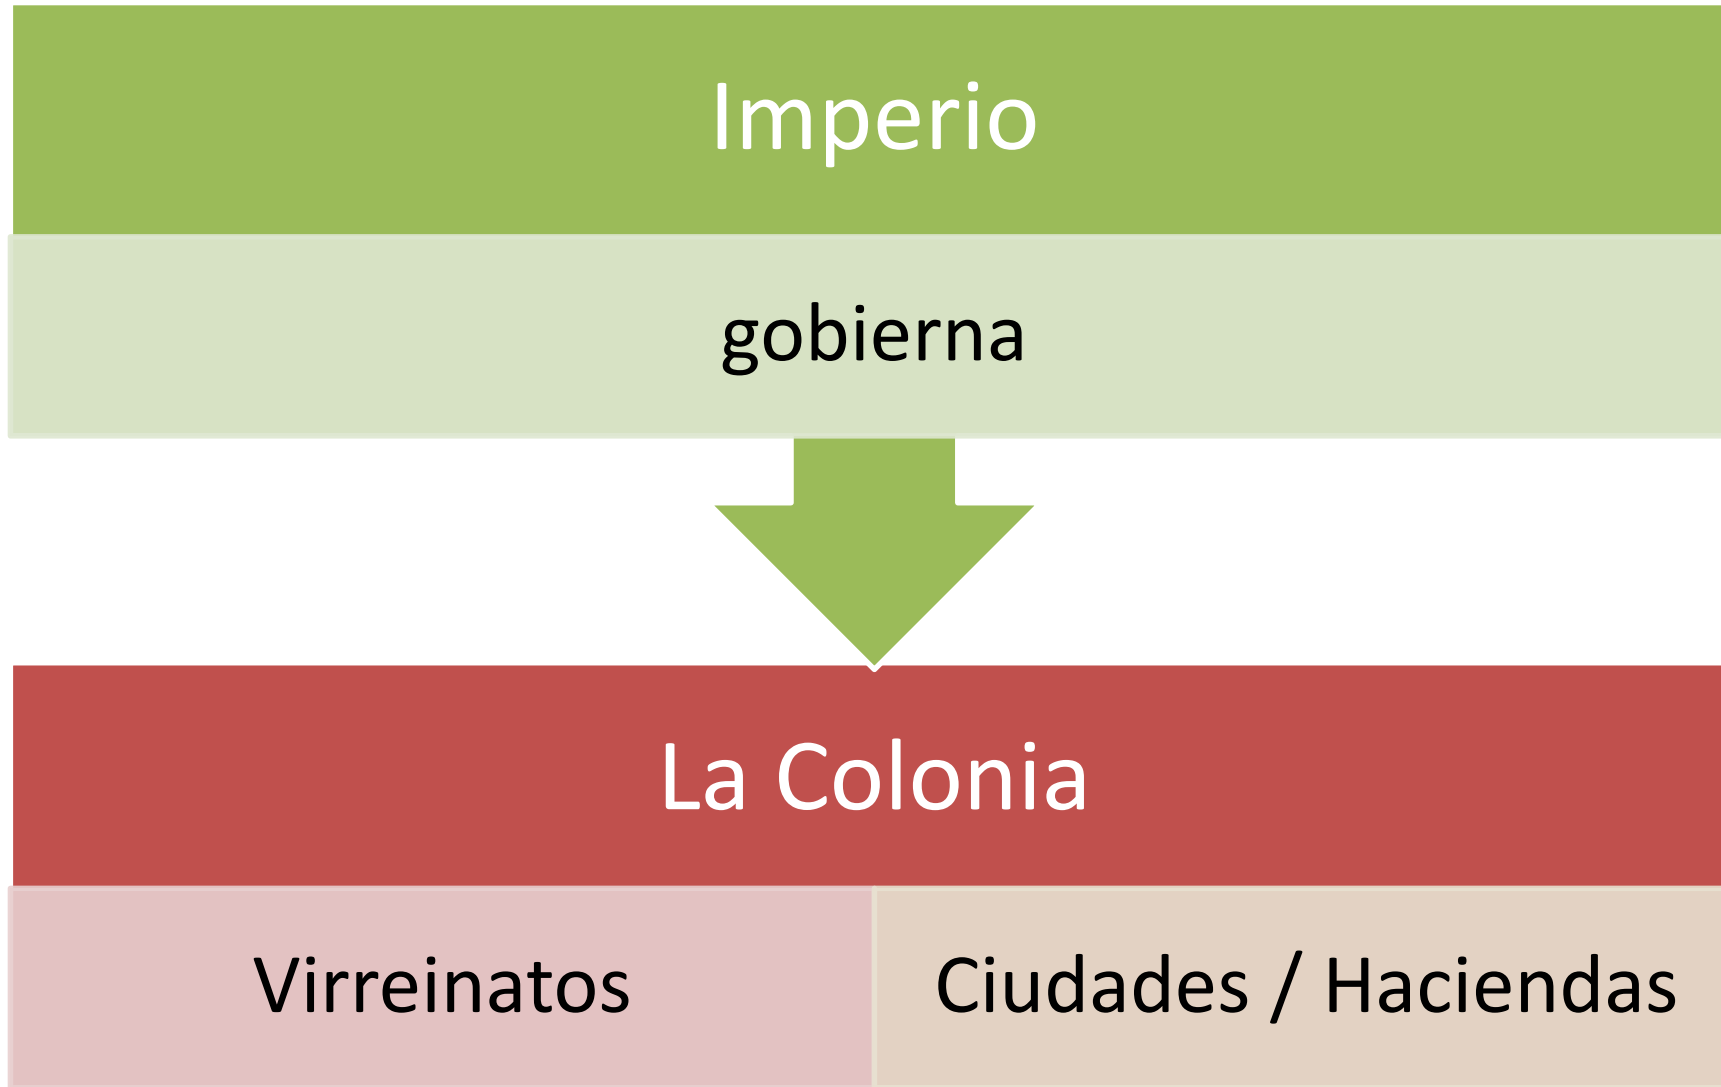 Imperio
gobierna
La Colonia
Virreinatos
Ciudades / Haciendas